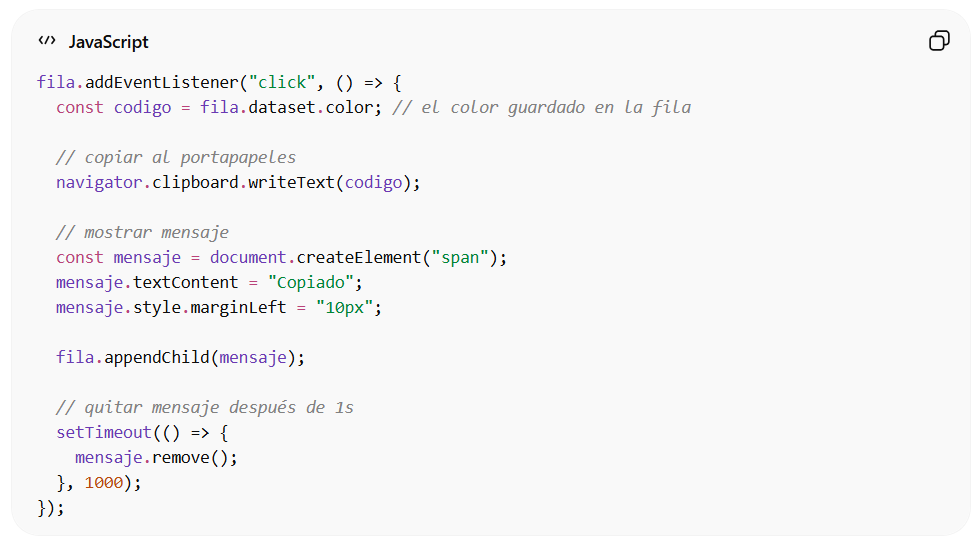 </> JavaScript
fila.addEventListener("click", () => {
  const codigo = fila.dataset.color; // el color guardado en la fila

  // copiar al portapapeles
  navigator.clipboard.writeText(codigo);

  // mostrar mensaje
  const mensaje = document.createElement("span");
  mensaje.textContent = "Copiado";
  mensaje.style.marginLeft = "10px";

  fila.appendChild(mensaje);

  // quitar mensaje después de 1s
  setTimeout(() => {
    mensaje.remove();
  }, 1000);
});